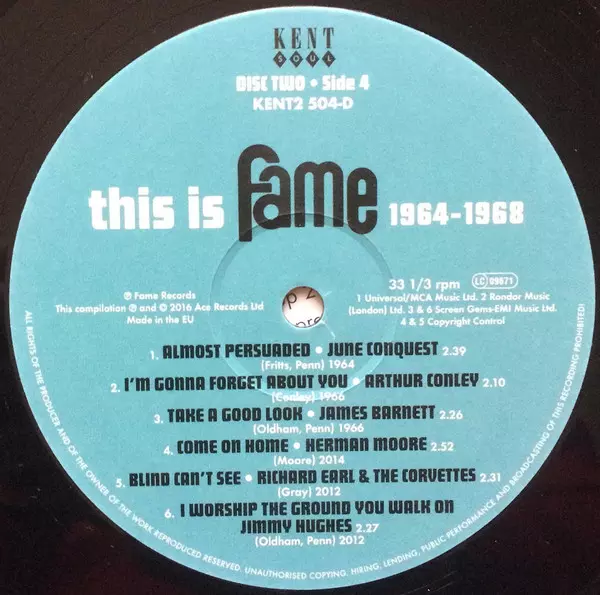 KENT
SOUL
DISC TWO • Side 4
KENT2 504-D
this is fame 1964-1968
℗ Fame Records
This compilation ℗ and © 2016 Ace Records Ltd
Made in the EU
33 1/3 rpm LC 09671
1 Universal/MCA Music Ltd. 2 Rondor Music
(London) Ltd. 3 & 6 Screen Gems-EMI Music Ltd.
4 & 5 Copyright Control
1. ALMOST PERSUADED • JUNE CONQUEST 2.39
(Fritts, Penn) 1964
2. I'M GONNA FORGET ABOUT YOU • ARTHUR CONLEY 2.10
(Conley) 1966
3. TAKE A GOOD LOOK • JAMES BARNETT 2.26
(Oldham, Penn) 1966
4. COME ON HOME • HERMAN MOORE 2.52
(Moore) 2014
5. BLIND CAN'T SEE • RICHARD EARL & THE CORVETTES 2.31
(Gray) 2012
6. I WORSHIP THE GROUND YOU WALK ON
JIMMY HUGHES 2.27
(Oldham, Penn) 2012
ALL RIGHTS OF THE PRODUCER AND OF THE OWNER OF THE WORK REPRODUCED RESERVED. UNAUTHORISED COPYING, HIRING, LENDING, PUBLIC PERFORMANCE AND BROADCASTING OF THIS RECORDING PROHIBITED!